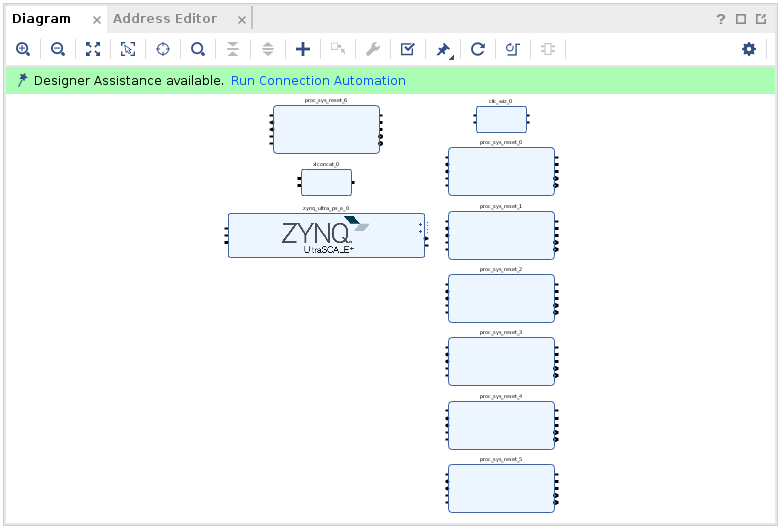 Diagram × Address Editor × ?
Designer Assistance available. Run Connection Automation
proc_sys_reset_6
clk_wiz_0
proc_sys_reset_0
xlconcat_0
zynq_ultra_ps_e_0
proc_sys_reset_1
ZYNQ
UltraSCALE+
proc_sys_reset_2
proc_sys_reset_3
proc_sys_reset_4
proc_sys_reset_5